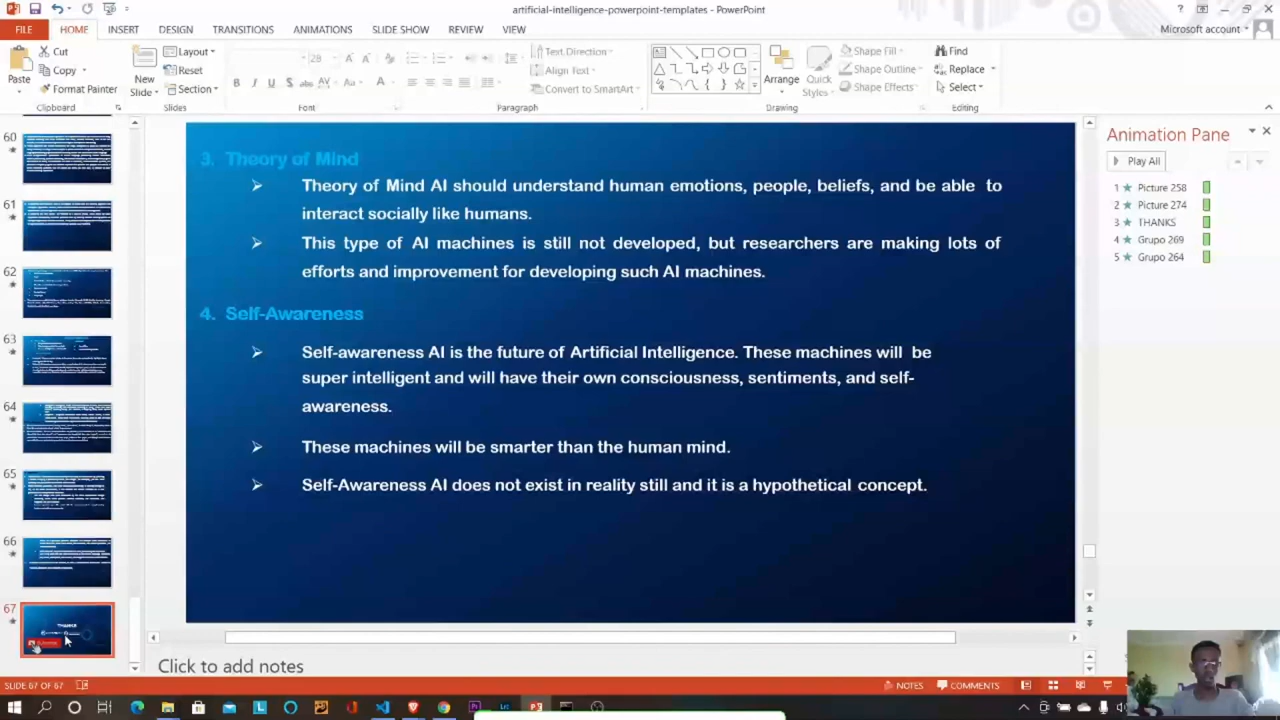 artificial-intelligence-powerpoint-templates - PowerPoint
FILE HOME INSERT DESIGN TRANSITIONS ANIMATIONS SLIDE SHOW REVIEW VIEW Microsoft account
Paste
Cut
Copy
Format Painter
Clipboard
New Slide
Layout
Reset
Section
Slides
28
Font
Text Direction
Align Text
Convert to SmartArt
Paragraph
Arrange
Quick Styles
Shape Fill
Shape Outline
Shape Effects
Drawing
Find
Replace
Select
Editing
60
61
62
63
64
65
66
67
THANKS
Theory of Mind
Theory of Mind AI should understand human emotions, people, beliefs, and be able to
interact socially like humans.
This type of AI machines is still not developed, but researchers are making lots of
efforts and improvement for developing such AI machines.
4. Self-Awareness
AI is the future of Artificial Intelligence. These machines will be
super intelligent and will have their own consciousness, sentiments, and self-
awareness.
These machines will be smarter than the human mind.
Self-Awareness AI does not exist in reality still and it is a hypothetical concept.
Animation Pane
Play All
1 Picture 258
2 Picture 274
3 THANKS
4 Grupo 269
5 Grupo 264
Click to add notes
SLIDE 67 OF 67 NOTES COMMENTS